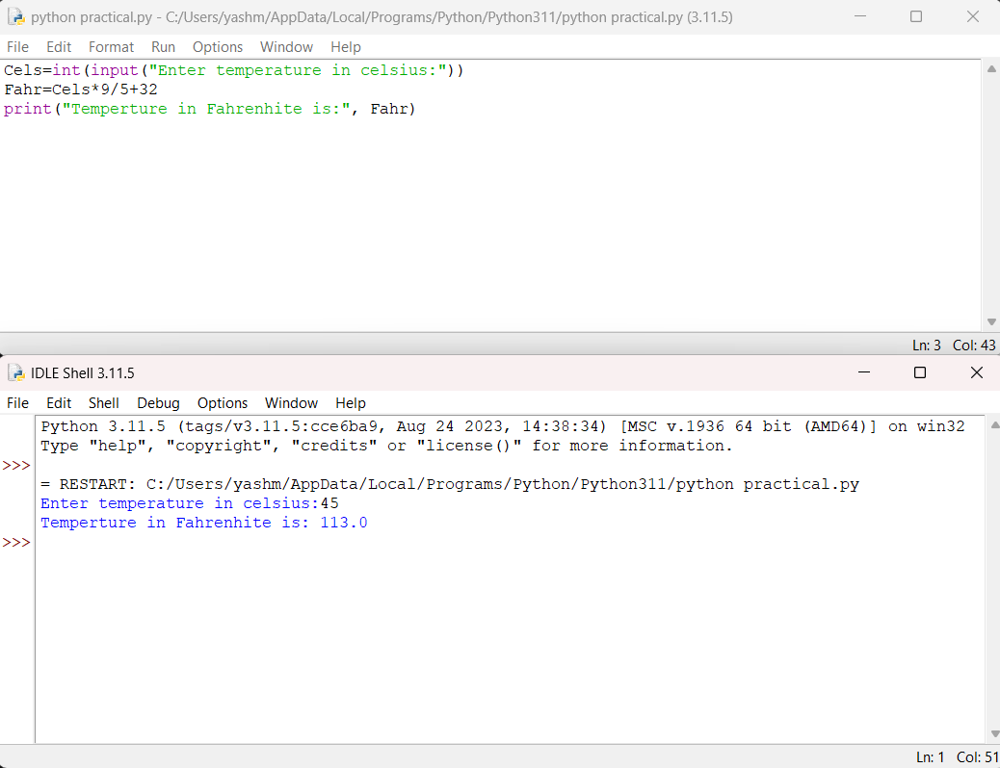 python practical.py - C:/Users/yashm/AppData/Local/Programs/Python/Python311/python practical.py (3.11.5)
File Edit Format Run Options Window Help
Cels=int(input("Enter temperature in celsius:"))
Fahr=Cels*9/5+32
print("Temperture in Fahrenhite is:", Fahr)
Ln: 3 Col: 43
IDLE Shell 3.11.5
File Edit Shell Debug Options Window Help
Python 3.11.5 (tags/v3.11.5:cce6ba9, Aug 24 2023, 14:38:34) [MSC v.1936 64 bit (AMD64)] on win32
Type "help", "copyright", "credits" or "license()" for more information.
>>>
= RESTART: C:/Users/yashm/AppData/Local/Programs/Python/Python311/python practical.py
Enter temperature in celsius:45
Temperture in Fahrenhite is: 113.0
>>>
Ln: 1 Col: 51